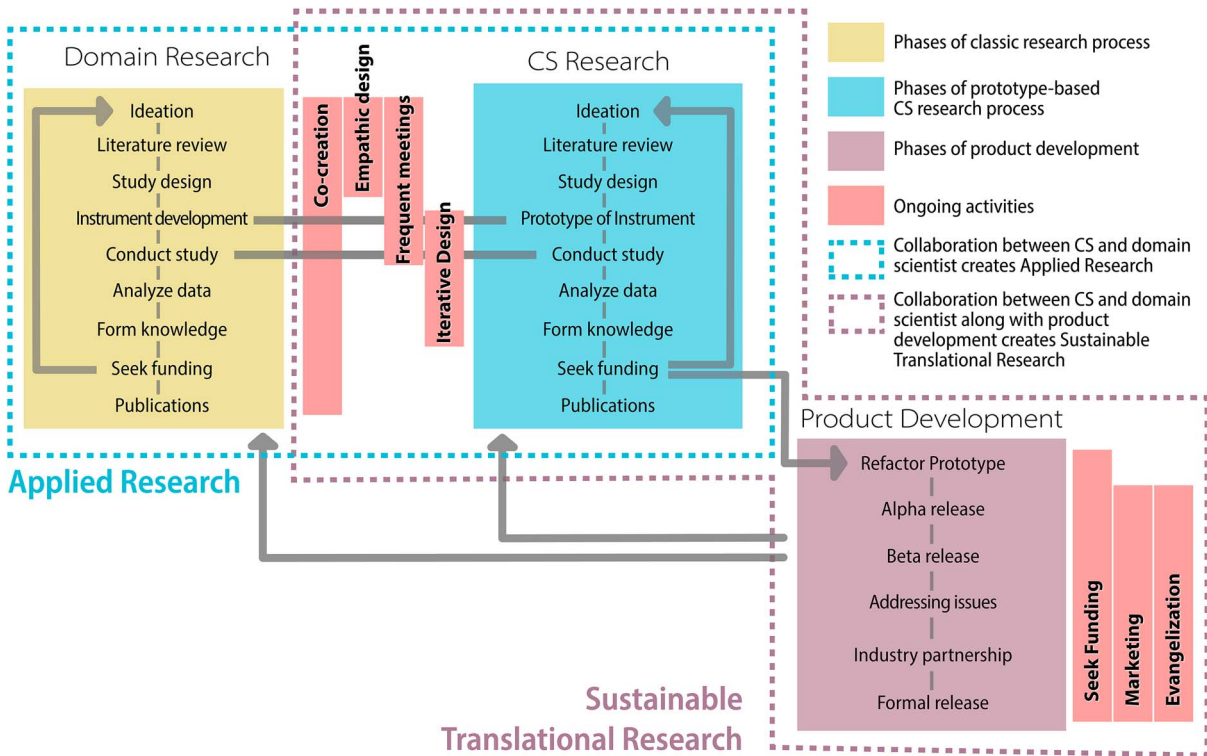 Domain Research
Ideation
Literature review
Study design
Instrument development
Conduct study
Analyze data
Form knowledge
Seek funding
Publications
Co-creation
Empathic design
Frequent meetings
Iterative Design
CS Research
Ideation
Literature review
Study design
Prototype of Instrument
Conduct study
Analyze data
Form knowledge
Seek funding
Publications
Applied Research
Phases of classic research process
Phases of prototype-based
CS research process
Phases of product development
Ongoing activities
Collaboration between CS and domain
scientist creates Applied Research
Collaboration between CS and domain
scientist along with product
development creates Sustainable
Translational Research
Product Development
Refactor Prototype
Alpha release
Beta release
Addressing issues
Industry partnership
Formal release
Seek Funding
Marketing
Evangelization
Sustainable
Translational Research